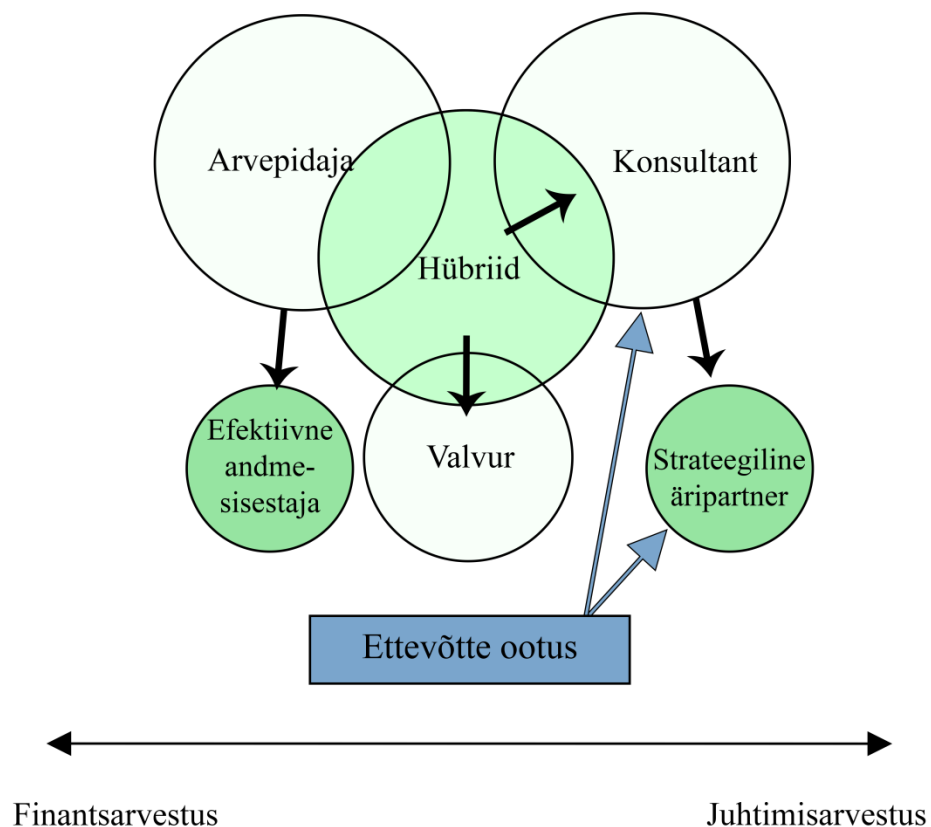 Arvepidaja
Konsultant
Hübriid
Efektiivne
andme-
sisestaja
Valvur
Strateegiline
äripartner
Ettevõtte ootus
Finantsarvestus
Juhtimisarvestus